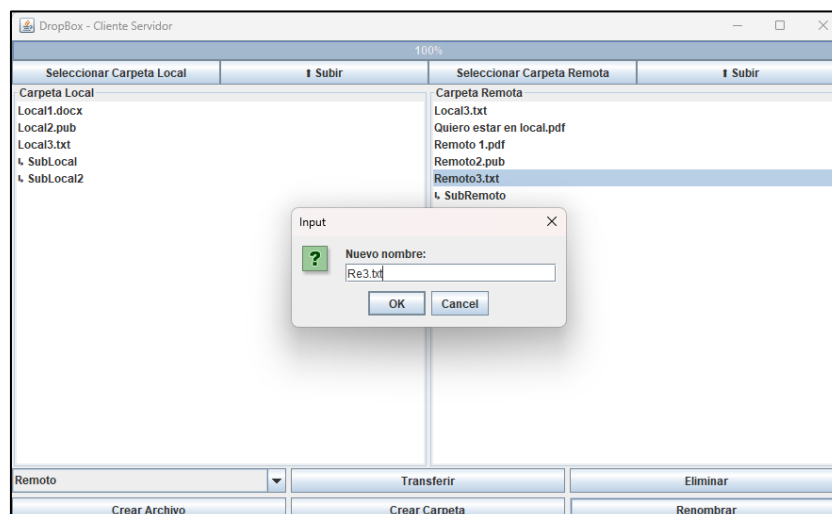 DropBox - Cliente Servidor
100%
Seleccionar Carpeta Local
⬆ Subir
Seleccionar Carpeta Remota
⬆ Subir
Carpeta Local
Local1.docx
Local2.pub
Local3.txt
↳ SubLocal
↳ SubLocal2
Carpeta Remota
Local3.txt
Quiero estar en local.pdf
Remoto 1.pdf
Remoto2.pub
Remoto3.txt
↳ SubRemoto
Input
?
Nuevo nombre:
Re3.txt
OK
Cancel
Remoto
Transferir
Eliminar
Crear Archivo
Crear Carpeta
Renombrar